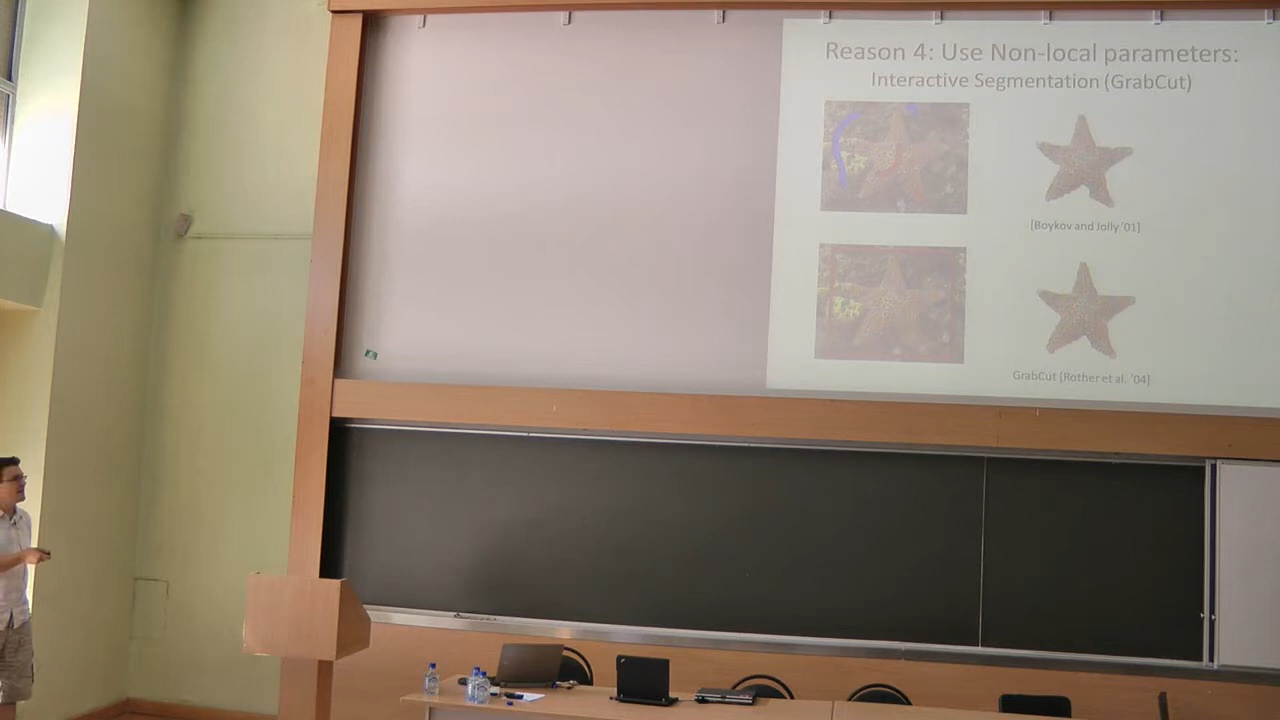 Reason 4: Use Non-local parameters:
Interactive Segmentation (GrabCut)
[Boykov and Jolly ’01]
GrabCut [Rother et al. ’04]